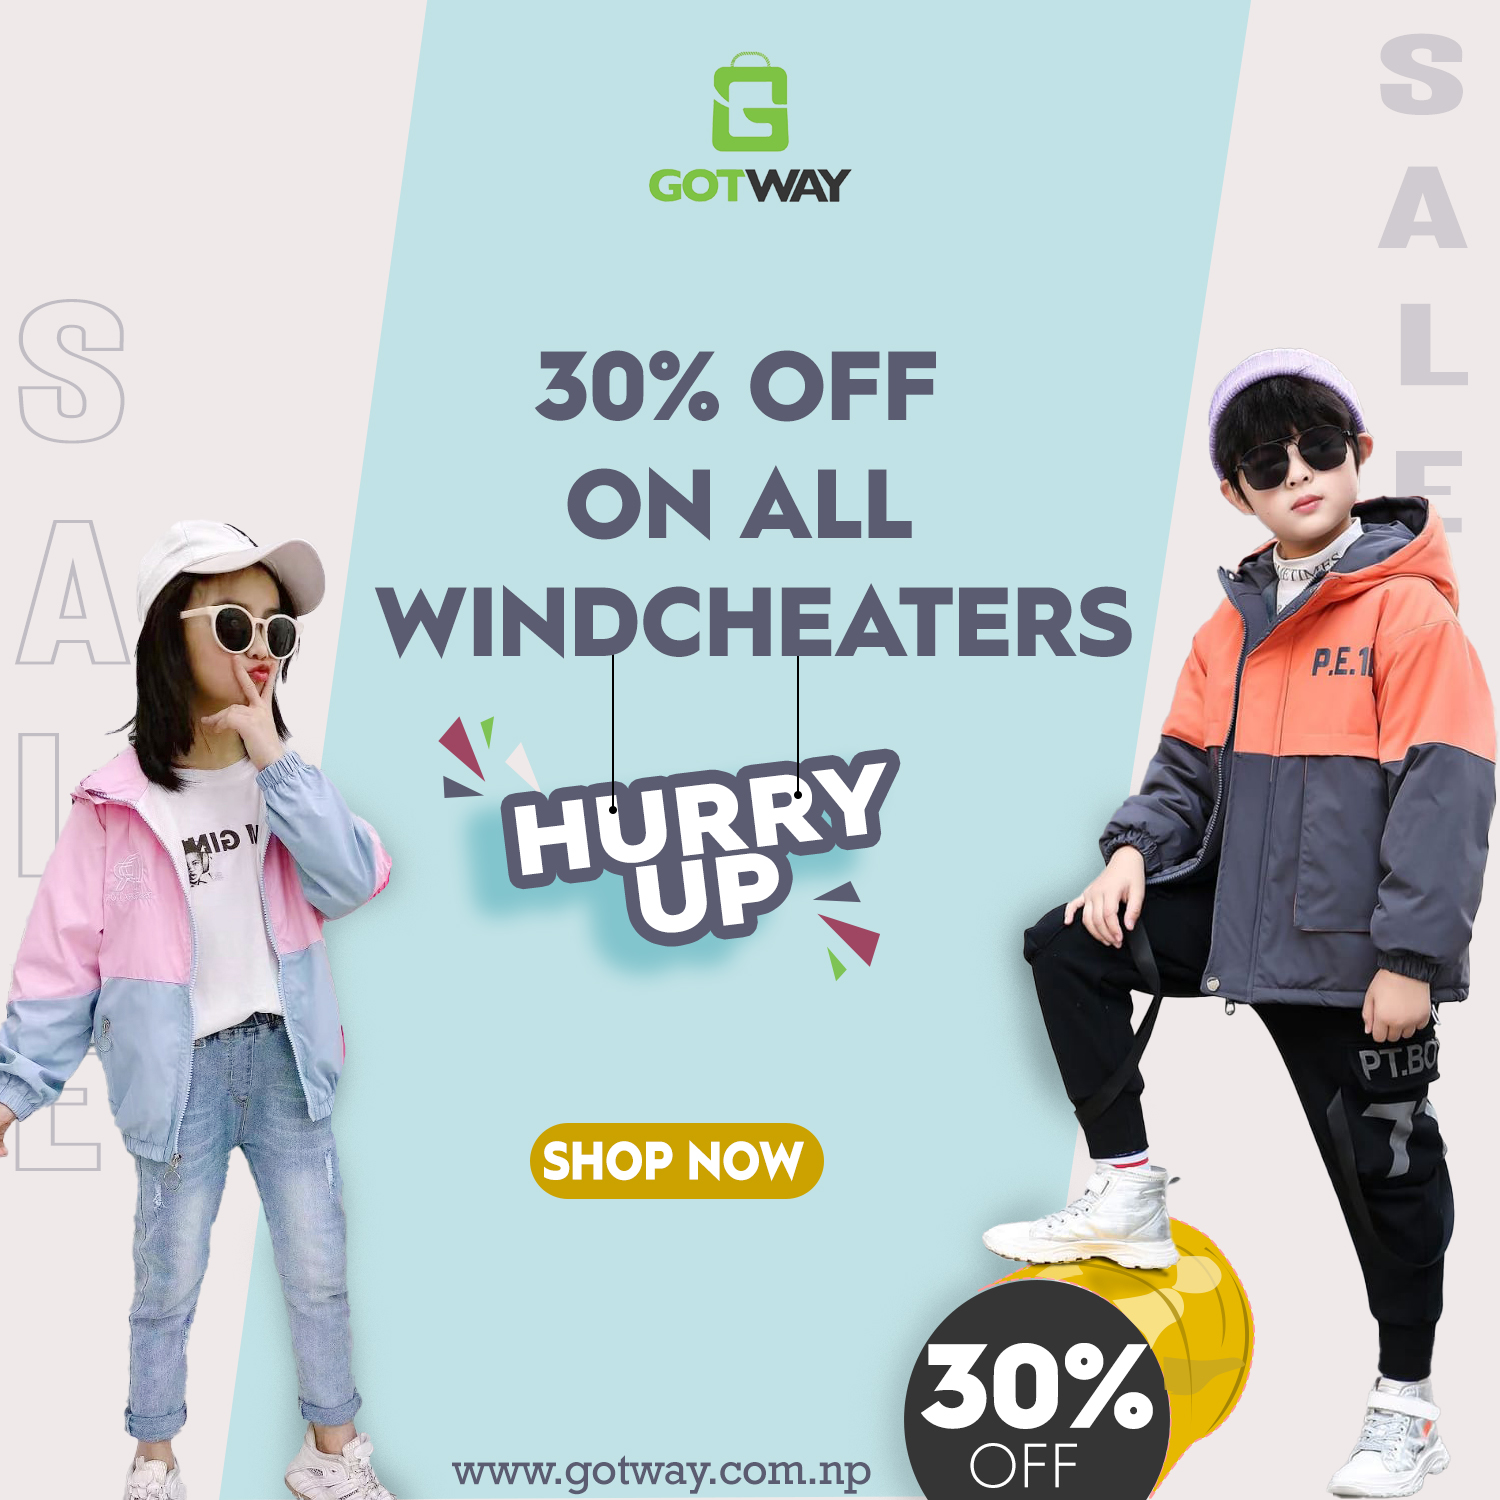 GOTWAY
SALE
SALE
30% OFF
ON ALL
WINDCHEATERS
HURRY
UP
P.E.1
PT.BO
7
SHOP NOW
30%
OFF
www.gotway.com.np